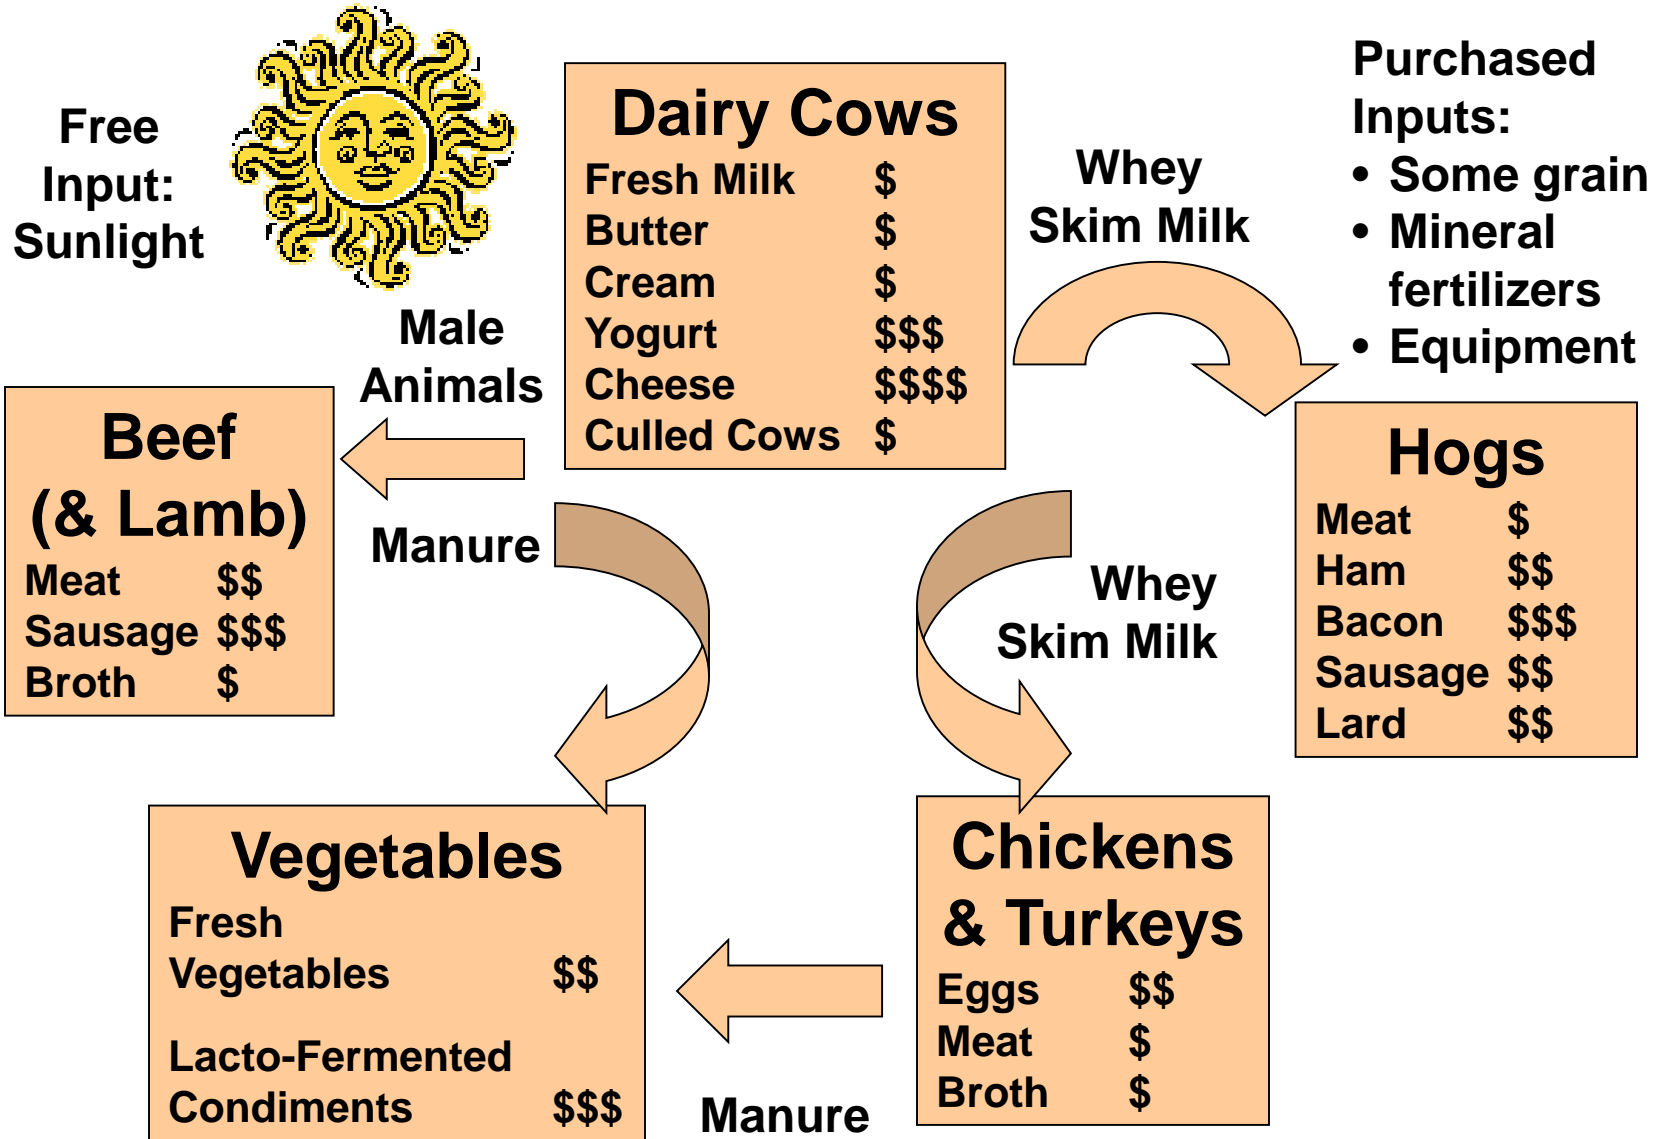 Free
Input:
Sunlight
Dairy Cows
Fresh Milk $
Butter $
Cream $
Yogurt $$$
Cheese $$$$
Culled Cows $
Whey
Skim Milk
Purchased
Inputs:
• Some grain
• Mineral
fertilizers
• Equipment
Male
Animals
Beef
(& Lamb)
Meat $$
Sausage $$$
Broth $
Manure
Whey
Skim Milk
Hogs
Meat $
Ham $$
Bacon $$$
Sausage $$
Lard $$
Vegetables
Fresh
Vegetables $$
Lacto-Fermented
Condiments $$$
Manure
Chickens
& Turkeys
Eggs $$
Meat $
Broth $